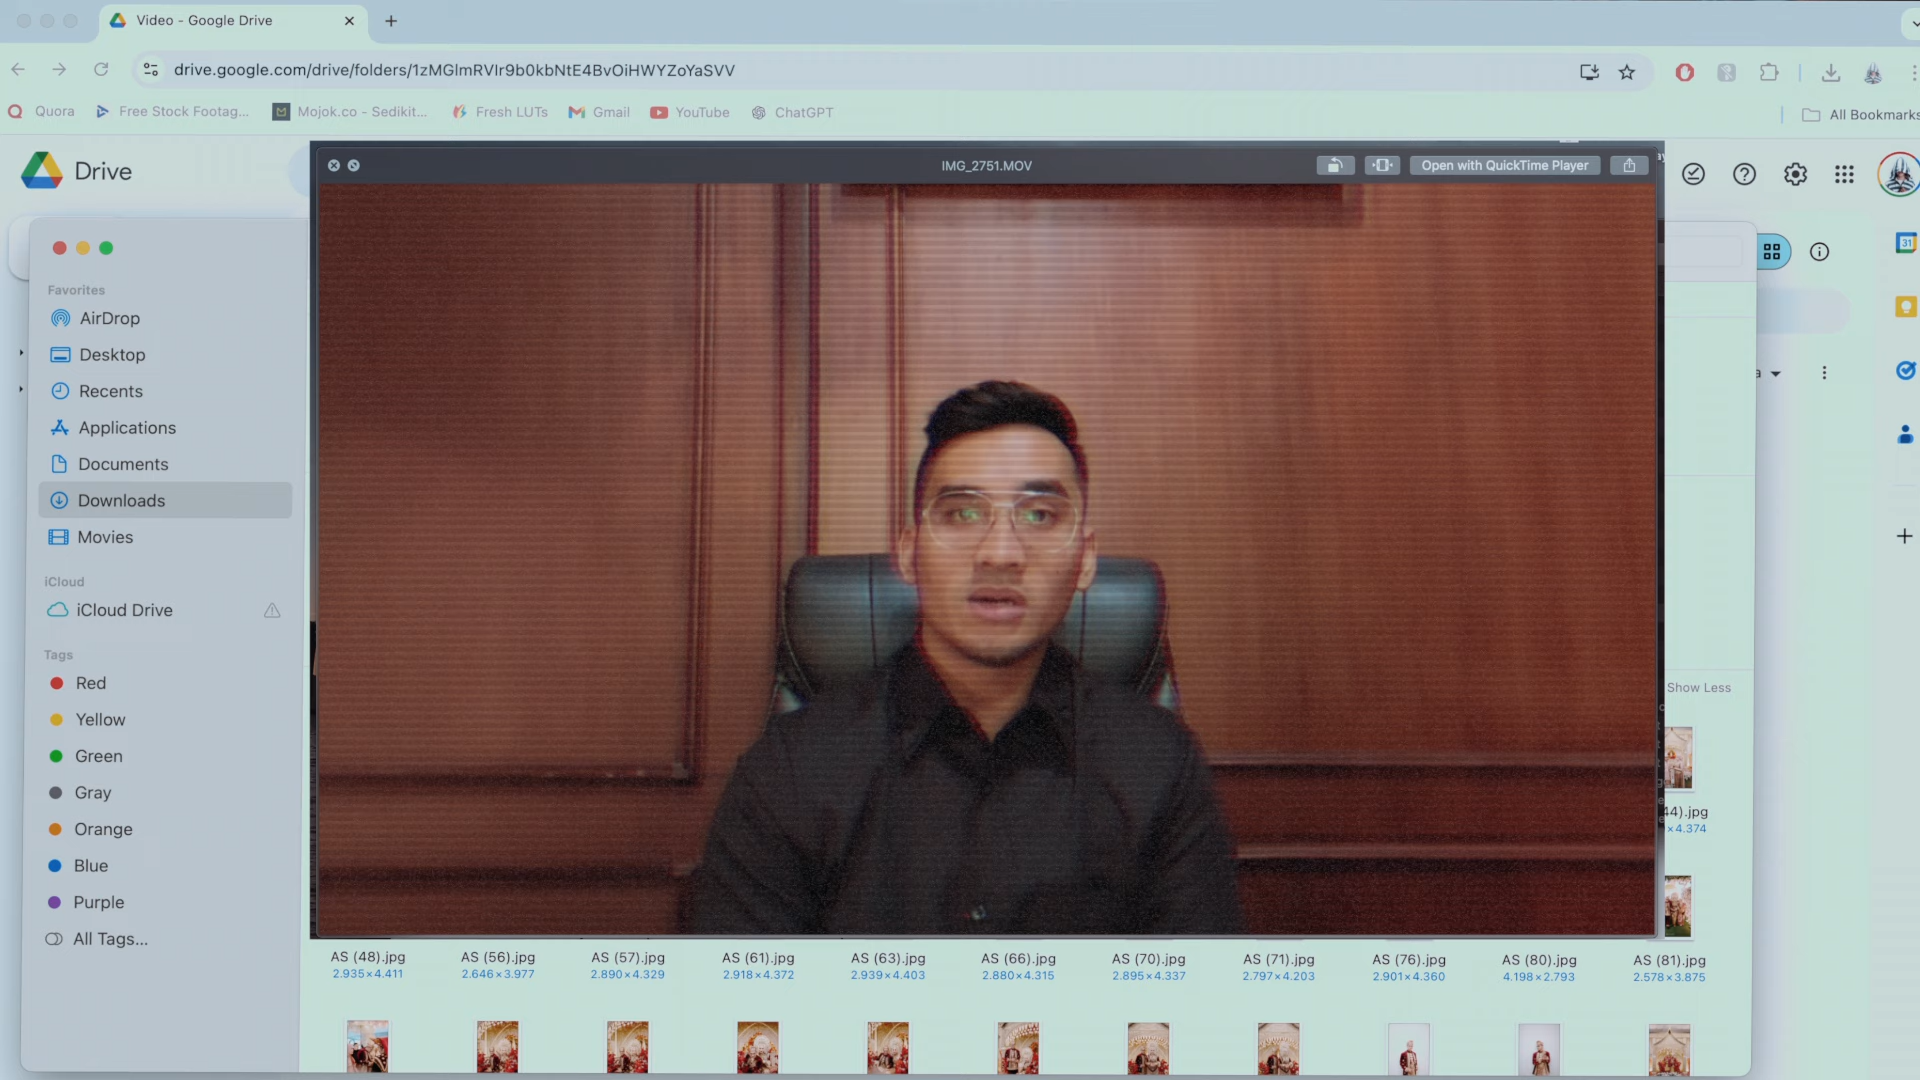 Video - Google Drive
drive.google.com/drive/folders/1zMGlmRVIr9b0kbNtE4BvOiHWYZoYaSVV
Quora
Free Stock Footag...
Mojok.co - Sedikit...
Fresh LUTs
Gmail
YouTube
ChatGPT
All Bookmarks
Drive
IMG_2751.MOV
Open with QuickTime Player
31
Favorites
AirDrop
Desktop
Recents
Applications
Documents
Downloads
Movies
iCloud
iCloud Drive
Tags
Red
Yellow
Green
Gray
Orange
Blue
Purple
All Tags...
Show Less
44).jpg
×4.374
AS (48).jpg
AS (56).jpg
AS (57).jpg
AS (61).jpg
AS (63).jpg
AS (66).jpg
AS (70).jpg
AS (71).jpg
AS (76).jpg
AS (80).jpg
AS (81).jpg
2.935×4.411
2.646×3.977
2.890×4.329
2.918×4.372
2.939×4.403
2.880×4.315
2.895×4.337
2.797×4.203
2.901×4.360
4.198×2.793
2.578×3.875